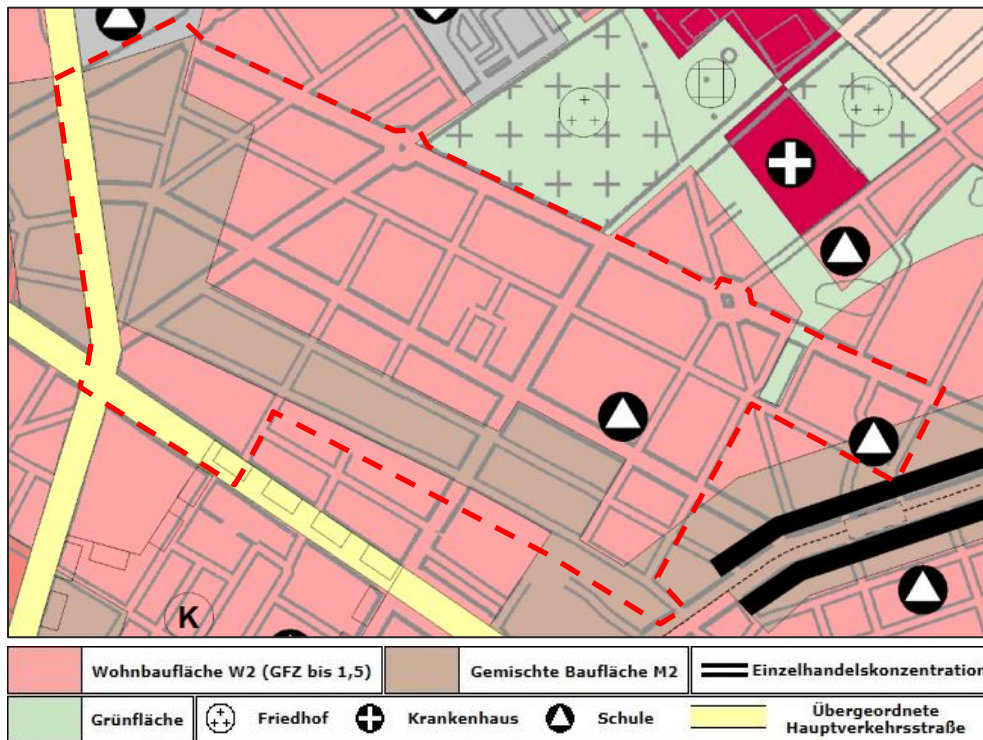 K
Wohnbaufläche W2 (GFZ bis 1,5)
Gemischte Baufläche M2
Einzelhandelskonzentration
Grünfläche
Friedhof
Krankenhaus
Schule
Übergeordnete
Hauptverkehrsstraße